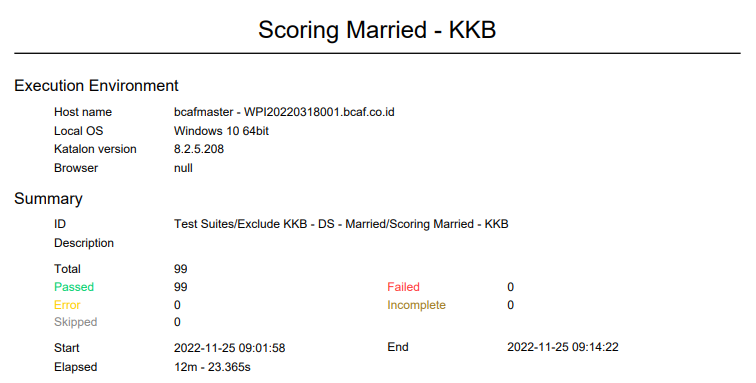 Scoring Married - KKB
Execution Environment
Host name bcafmaster - WPI20220318001.bcaf.co.id
Local OS Windows 10 64bit
Katalon version 8.2.5.208
Browser null
Summary
ID Test Suites/Exclude KKB - DS - Married/Scoring Married - KKB
Description
Total 99
Passed 99 Failed 0
Error 0 Incomplete 0
Skipped 0
Start 2022-11-25 09:01:58 End 2022-11-25 09:14:22
Elapsed 12m - 23.365s